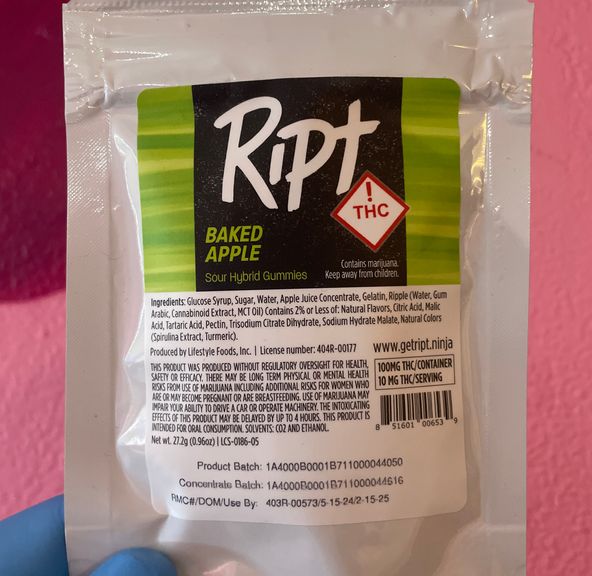 Ript
!
THC
BAKED
APPLE
Sour Hybrid Gummies
Contains marijuana.
Keep away from children.
Ingredients: Glucose Syrup, Sugar, Water, Apple Juice Concentrate, Gelatin, Ripple (Water, Gum
Arabic, Cannabinoid Extract, MCT Oil) Contains 2% or Less of: Natural Flavors, Citric Acid, Malic
Acid, Tartaric Acid, Pectin, Trisodium Citrate Dihydrate, Sodium Hydrate Malate, Natural Colors
(Spirulina Extract, Turmeric).
Produced by Lifestyle Foods, Inc. | License number: 404R-00177
www.getript.ninja
THIS PRODUCT WAS PRODUCED WITHOUT REGULATORY OVERSIGHT FOR HEALTH,
SAFETY OR EFFICACY. THERE MAY BE LONG TERM PHYSICAL OR MENTAL HEALTH
RISKS FROM USE OF MARIJUANA INCLUDING ADDITIONAL RISKS FOR WOMEN WHO
ARE OR MAY BECOME PREGNANT OR ARE BREASTFEEDING. USE OF MARIJUANA MAY
IMPAIR YOUR ABILITY TO DRIVE A CAR OR OPERATE MACHINERY. THE INTOXICATING
EFFECTS OF THIS PRODUCT MAY BE DELAYED BY UP TO 4 HOURS. THIS PRODUCT IS
INTENDED FOR ORAL CONSUMPTION. SOLVENTS: CO2 AND ETHANOL.
Net wt. 27.2g (0.96oz) | LCS-0186-05
100MG THC/CONTAINER
10 MG THC/SERVING
8 51601 00653 9
Product Batch: 1A4000B0001B711000044050
Concentrate Batch: 1A4000B0001B711000044616
RMC#/DOM/Use By: 403R-00573/5-15-24/2-15-25